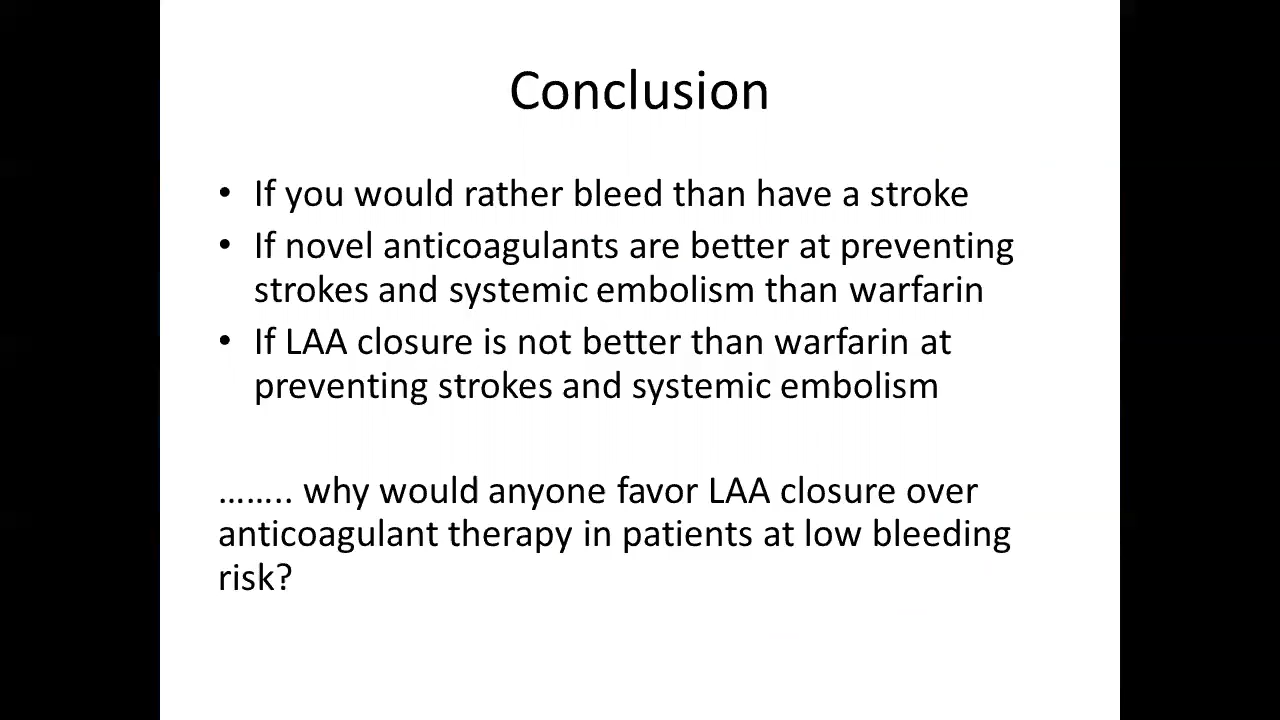 Conclusion
• If you would rather bleed than have a stroke
• If novel anticoagulants are better at preventing
strokes and systemic embolism than warfarin
• If LAA closure is not better than warfarin at
preventing strokes and systemic embolism
…….. why would anyone favor LAA closure over
anticoagulant therapy in patients at low bleeding
risk?